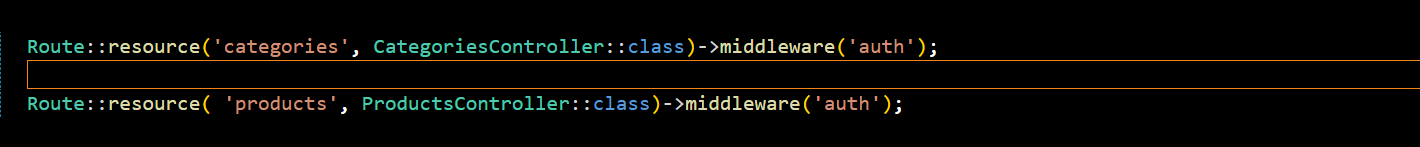 Route::resource('categories', CategoriesController::class)->middleware('auth');
Route::resource( 'products', ProductsController::class)->middleware('auth');